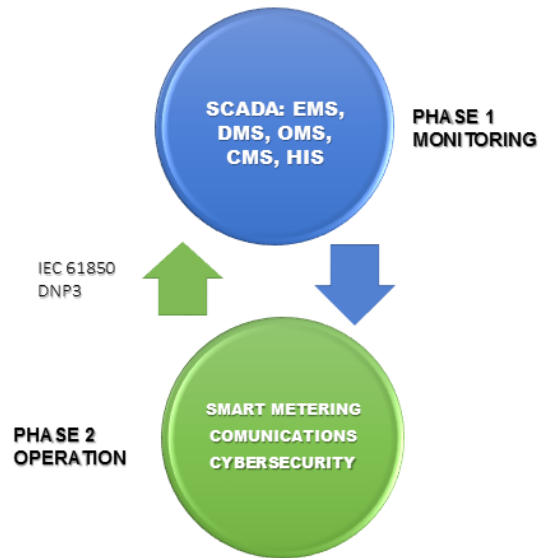 SCADA: EMS,
DMS, OMS,
CMS, HIS
PHASE 1
MONITORING
IEC 61850
DNP3
SMART METERING
COMUNICATIONS
CYBERSECURITY
PHASE 2
OPERATION